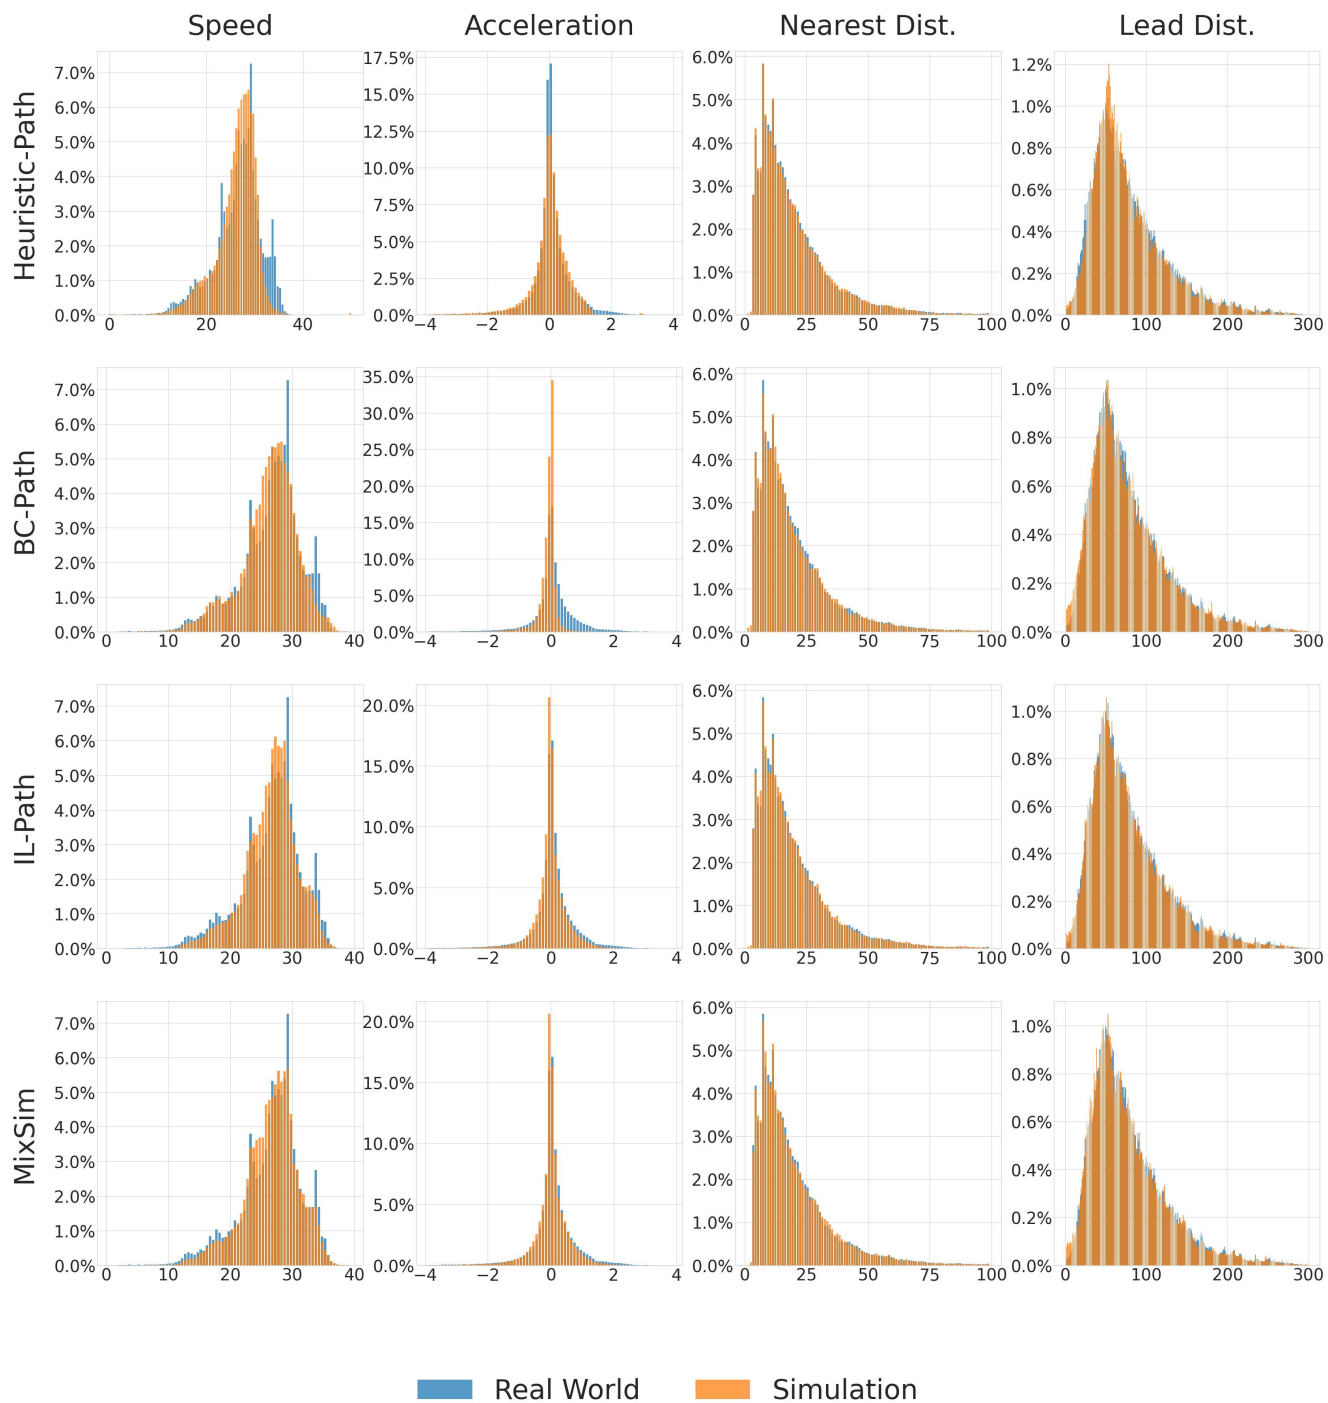 Speed Acceleration Nearest Dist. Lead Dist.
Heuristic-Path
7.0% 6.0% 5.0% 4.0% 3.0% 2.0% 1.0% 0.0%
0 20 40
17.5% 15.0% 12.5% 10.0% 7.5% 5.0% 2.5% 0.0%
−4 −2 0 2 4
6.0% 5.0% 4.0% 3.0% 2.0% 1.0% 0.0%
0 25 50 75 100
1.2% 1.0% 0.8% 0.6% 0.4% 0.2% 0.0%
0 100 200 300
BC-Path
7.0% 6.0% 5.0% 4.0% 3.0% 2.0% 1.0% 0.0%
0 10 20 30 40
35.0% 30.0% 25.0% 20.0% 15.0% 10.0% 5.0% 0.0%
−4 −2 0 2 4
6.0% 5.0% 4.0% 3.0% 2.0% 1.0% 0.0%
0 25 50 75 100
1.0% 0.8% 0.6% 0.4% 0.2% 0.0%
0 100 200 300
IL-Path
7.0% 6.0% 5.0% 4.0% 3.0% 2.0% 1.0% 0.0%
0 10 20 30 40
20.0% 15.0% 10.0% 5.0% 0.0%
−4 −2 0 2 4
6.0% 5.0% 4.0% 3.0% 2.0% 1.0% 0.0%
0 25 50 75 100
1.0% 0.8% 0.6% 0.4% 0.2% 0.0%
0 100 200 300
MixSim
7.0% 6.0% 5.0% 4.0% 3.0% 2.0% 1.0% 0.0%
0 10 20 30 40
20.0% 15.0% 10.0% 5.0% 0.0%
−4 −2 0 2 4
6.0% 5.0% 4.0% 3.0% 2.0% 1.0% 0.0%
0 25 50 75 100
1.0% 0.8% 0.6% 0.4% 0.2% 0.0%
0 100 200 300
Real World Simulation